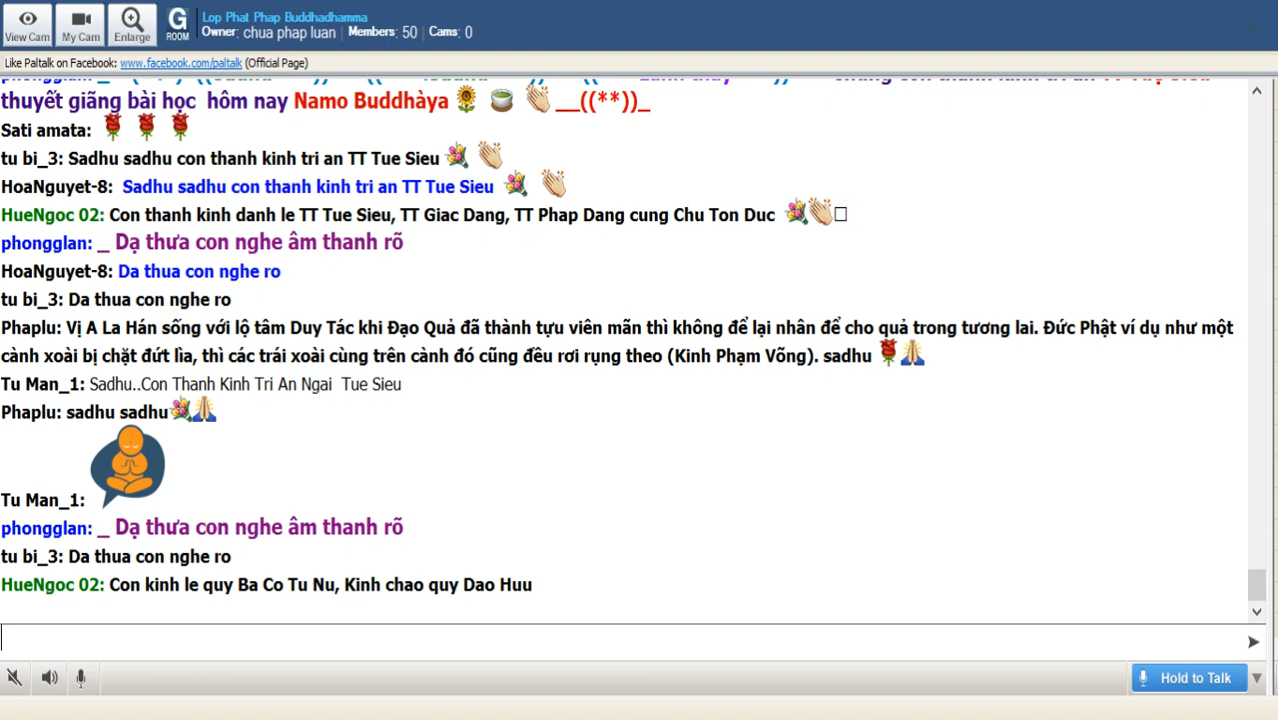 Lop Phat Phap Buddhadhamma
View Cam My Cam Enlarge G ROOM Owner: chua phap luan Members: 50 Cams: 0
Like Paltalk on Facebook: www.facebook.com/paltalk (Official Page)
thuyết giãng bài học hôm nay Namo Buddhàya __((**))_
Sati amata:
tu bi_3: Sadhu sadhu con thanh kinh tri an TT Tue Sieu
HoaNguyet-8: Sadhu sadhu con thanh kinh tri an TT Tue Sieu
HueNgoc 02: Con thanh kinh danh le TT Tue Sieu, TT Giac Dang, TT Phap Dang cung Chu Ton Duc
phongglan: _ Dạ thưa con nghe âm thanh rõ
HoaNguyet-8: Da thua con nghe ro
tu bi_3: Da thua con nghe ro
Phaplu: Vị A La Hán sống với lộ tâm Duy Tác khi Đạo Quả đã thành tựu viên mãn thì không để lại nhân để cho quả trong tương lai. Đức Phật ví dụ như một
cành xoài bị chặt đứt lìa, thì các trái xoài cùng trên cành đó cũng đều rơi rụng theo (Kinh Phạm Võng). sadhu
Tu Man_1: Sadhu..Con Thanh Kinh Tri An Ngai Tue Sieu
Phaplu: sadhu sadhu
Tu Man_1:
phongglan: _ Dạ thưa con nghe âm thanh rõ
tu bi_3: Da thua con nghe ro
HueNgoc 02: Con kinh le quy Ba Co Tu Nu, Kinh chao quy Dao Huu
Hold to Talk